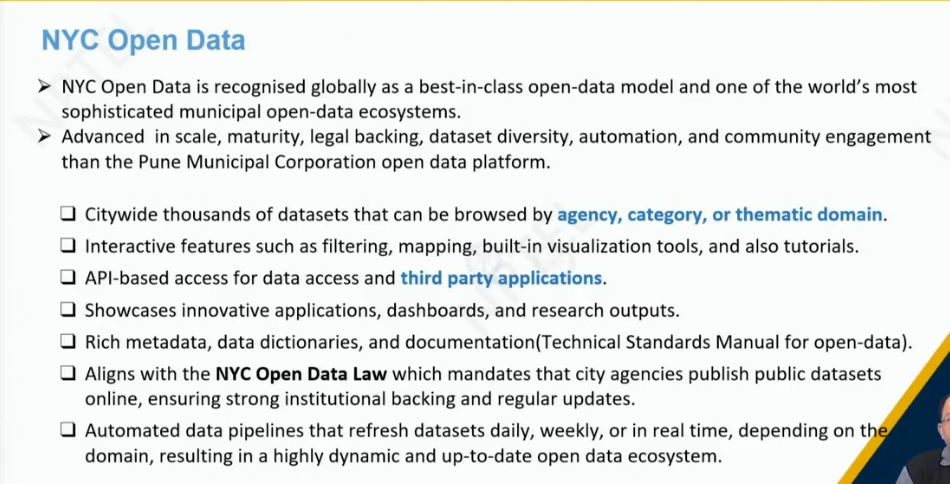 NYC Open Data
➤ NYC Open Data is recognised globally as a best-in-class open-data model and one of the world's most
sophisticated municipal open-data ecosystems.
➤ Advanced in scale, maturity, legal backing, dataset diversity, automation, and community engagement
than the Pune Municipal Corporation open data platform.
❑ Citywide thousands of datasets that can be browsed by agency, category, or thematic domain.
❑ Interactive features such as filtering, mapping, built-in visualization tools, and also tutorials.
❑ API-based access for data access and third party applications.
❑ Showcases innovative applications, dashboards, and research outputs.
❑ Rich metadata, data dictionaries, and documentation(Technical Standards Manual for open-data).
❑ Aligns with the NYC Open Data Law which mandates that city agencies publish public datasets
online, ensuring strong institutional backing and regular updates.
❑ Automated data pipelines that refresh datasets daily, weekly, or in real time, depending on the
domain, resulting in a highly dynamic and up-to-date open data ecosystem.